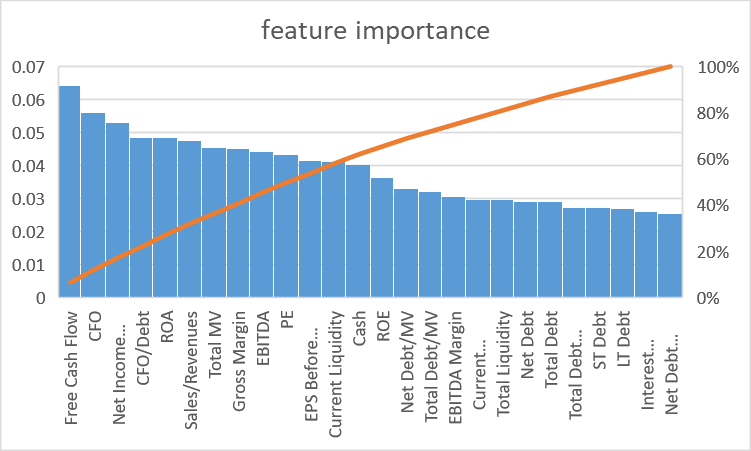 feature importance
0.07
0.06
0.05
0.04
0.03
0.02
0.01
0
100%
80%
60%
40%
20%
0%
Free Cash Flow
CFO
Net Income...
CFO/Debt
ROA
Sales/Revenues
Total MV
Gross Margin
EBITDA
PE
EPS Before...
Current Liquidity
Cash
ROE
Net Debt/MV
Total Debt/MV
EBITDA Margin
Current...
Total Liquidity
Net Debt
Total Debt
Total Debt...
ST Debt
LT Debt
Interest...
Net Debt...